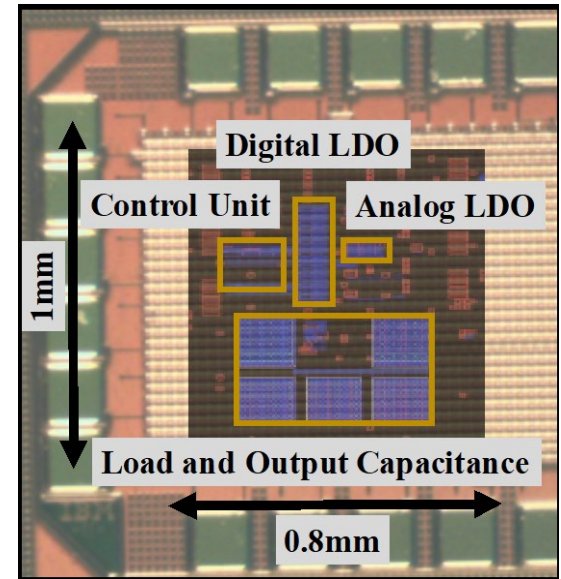 Digital LDO
Control Unit
Analog LDO
1mm
Load and Output Capacitance
0.8mm